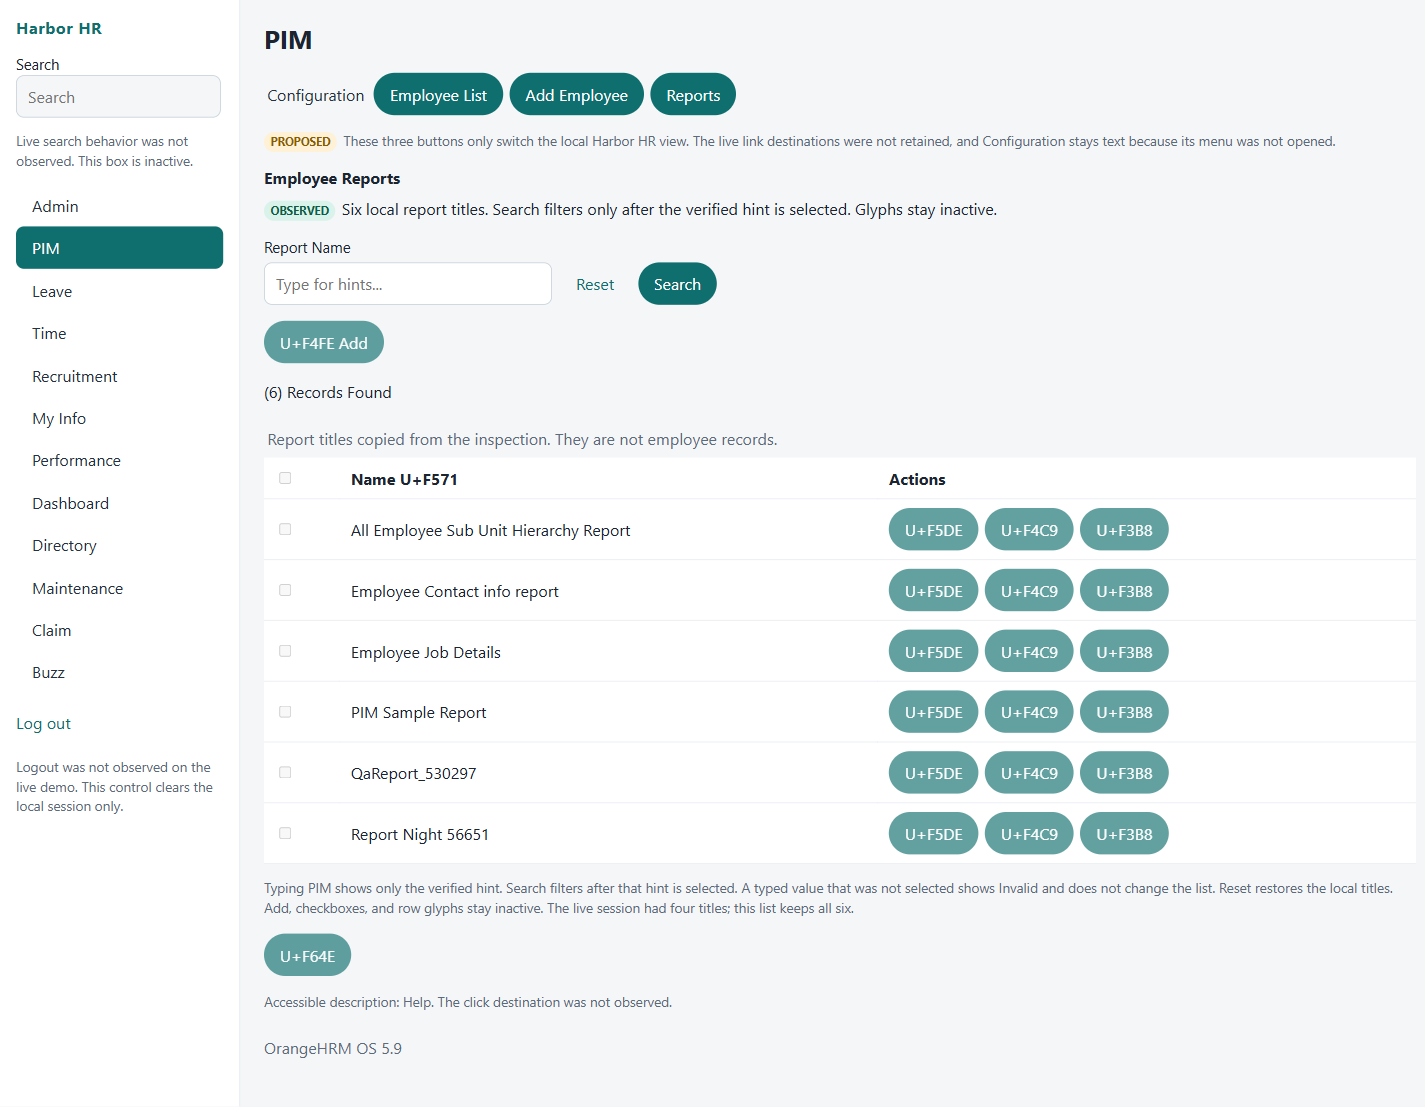 Harbor HR
Search
Search
Live search behavior was not
observed. This box is inactive.
Admin
PIM
Leave
Time
Recruitment
My Info
Performance
Dashboard
Directory
Maintenance
Claim
Buzz
Log out
Logout was not observed on the
live demo. This control clears the
local session only.
PIM
Configuration Employee List Add Employee Reports
PROPOSED These three buttons only switch the local Harbor HR view. The live link destinations were not retained, and Configuration stays text because its menu was not opened.
Employee Reports
OBSERVED Six local report titles. Search filters only after the verified hint is selected. Glyphs stay inactive.
Report Name
Type for hints... Reset Search
U+F4FE Add
(6) Records Found
Report titles copied from the inspection. They are not employee records.
Name U+F571 Actions
All Employee Sub Unit Hierarchy Report U+F5DE U+F4C9 U+F3B8
Employee Contact info report U+F5DE U+F4C9 U+F3B8
Employee Job Details U+F5DE U+F4C9 U+F3B8
PIM Sample Report U+F5DE U+F4C9 U+F3B8
QaReport_530297 U+F5DE U+F4C9 U+F3B8
Report Night 56651 U+F5DE U+F4C9 U+F3B8
Typing PIM shows only the verified hint. Search filters after that hint is selected. A typed value that was not selected shows Invalid and does not change the list. Reset restores the local titles.
Add, checkboxes, and row glyphs stay inactive. The live session had four titles; this list keeps all six.
U+F64E
Accessible description: Help. The click destination was not observed.
OrangeHRM OS 5.9